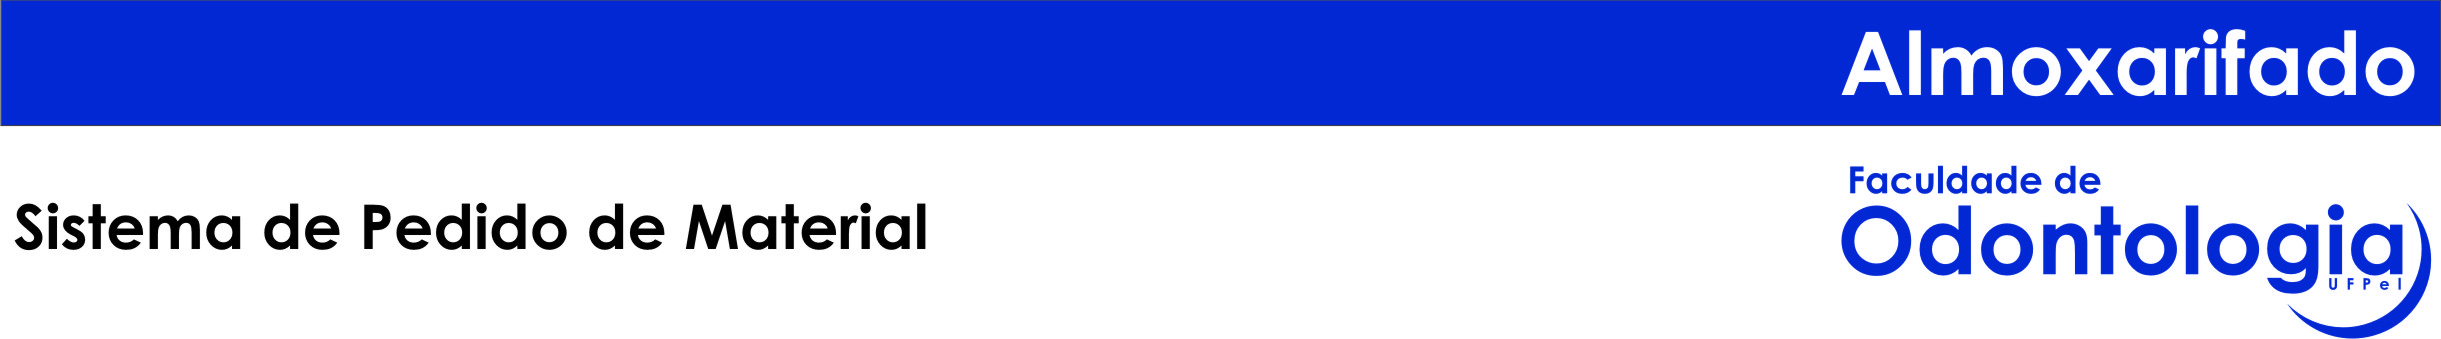 Almoxarifado
Sistema de Pedido de Material
Faculdade de
Odontologia
UFPel